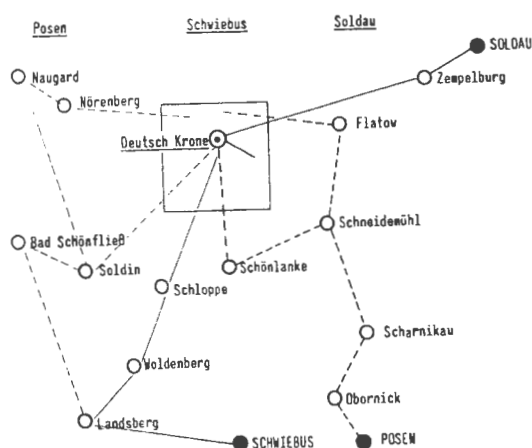 Posen Schwiebus Soldau
SOLDAU
Naugard
Zempelburg
Nörenberg
Flatow
Deutsch Krone
Schneidemühl
Bad Schönfließ
Soldin
Schönlanke
Schloppe
Scharnikau
Woldenberg
Obornick
Landsberg
SCHWIEBUS
POSEN